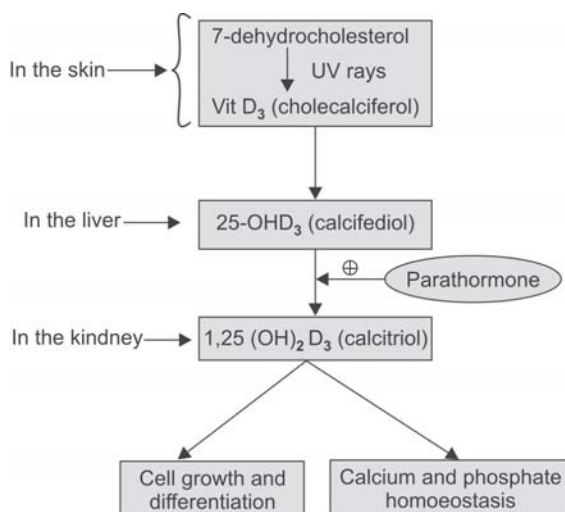 7-dehydrocholesterol
In the skin
UV rays
Vit D₃ (cholecalciferol)
In the liver
25-OHD₃ (calcifediol)
⊕
Parathormone
In the kindney
1,25 (OH)₂ D₃ (calcitriol)
Cell growth and
differentiation
Calcium and phosphate
homoeostasis